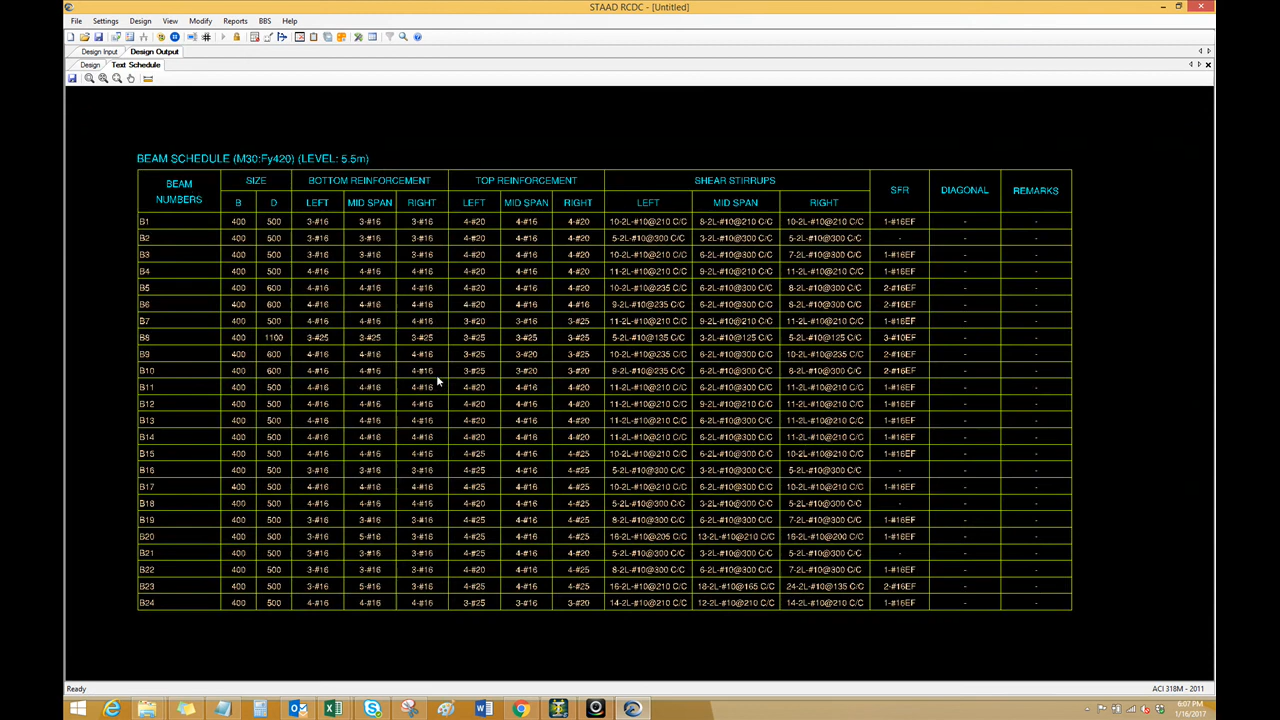 STAAD RCDC - [Untitled]
File Settings Design View Modify Reports BBS Help
Design Input Design Output
Design Text Schedule
BEAM SCHEDULE (M30:Fy420) (LEVEL: 5.5m)
BEAM NUMBERS SIZE BOTTOM REINFORCEMENT TOP REINFORCEMENT SHEAR STIRRUPS SFR DIAGONAL REMARKS
B D LEFT MID SPAN RIGHT LEFT MID SPAN RIGHT LEFT MID SPAN RIGHT
B1 400 500 3-#16 3-#16 3-#16 4-#20 4-#16 4-#20 10-2L-#10@210 C/C 8-2L-#10@210 C/C 10-2L-#10@210 C/C 1-#16EF - -
B2 400 500 3-#16 3-#16 3-#16 4-#20 4-#16 4-#20 5-2L-#10@300 C/C 3-2L-#10@300 C/C 5-2L-#10@300 C/C - - -
B3 400 500 3-#16 3-#16 3-#16 4-#20 4-#16 4-#20 10-2L-#10@210 C/C 6-2L-#10@300 C/C 7-2L-#10@300 C/C 1-#16EF - -
B4 400 500 4-#16 4-#16 4-#16 4-#20 4-#16 4-#20 11-2L-#10@210 C/C 9-2L-#10@210 C/C 11-2L-#10@210 C/C 1-#16EF - -
B5 400 600 4-#16 4-#16 4-#16 4-#20 4-#16 4-#20 10-2L-#10@235 C/C 6-2L-#10@300 C/C 8-2L-#10@300 C/C 2-#16EF - -
B6 400 600 4-#16 4-#16 4-#16 4-#20 4-#16 4-#16 9-2L-#10@235 C/C 6-2L-#10@300 C/C 8-2L-#10@300 C/C 2-#16EF - -
B7 400 500 4-#16 4-#16 4-#16 3-#20 3-#16 3-#25 11-2L-#10@210 C/C 9-2L-#10@210 C/C 11-2L-#10@210 C/C 1-#16EF - -
B8 400 1100 3-#25 3-#25 3-#25 3-#25 3-#25 3-#25 5-2L-#10@135 C/C 3-2L-#10@125 C/C 5-2L-#10@125 C/C 3-#10EF - -
B9 400 600 4-#16 4-#16 4-#16 3-#25 3-#20 3-#25 10-2L-#10@235 C/C 6-2L-#10@300 C/C 10-2L-#10@235 C/C 2-#16EF - -
B10 400 600 4-#16 4-#16 4-#16 3-#25 3-#20 3-#20 9-2L-#10@235 C/C 6-2L-#10@300 C/C 8-2L-#10@300 C/C 2-#16EF - -
B11 400 500 4-#16 4-#16 4-#16 4-#20 4-#16 4-#20 11-2L-#10@210 C/C 6-2L-#10@300 C/C 11-2L-#10@210 C/C 1-#16EF - -
B12 400 500 4-#16 4-#16 4-#16 4-#20 4-#16 4-#20 11-2L-#10@210 C/C 9-2L-#10@210 C/C 11-2L-#10@210 C/C 1-#16EF - -
B13 400 500 4-#16 4-#16 4-#16 4-#20 4-#16 4-#20 11-2L-#10@210 C/C 6-2L-#10@300 C/C 11-2L-#10@210 C/C 1-#16EF - -
B14 400 500 4-#16 4-#16 4-#16 4-#20 4-#16 4-#20 11-2L-#10@210 C/C 6-2L-#10@300 C/C 11-2L-#10@210 C/C 1-#16EF - -
B15 400 500 4-#16 4-#16 4-#16 4-#25 4-#16 4-#25 10-2L-#10@210 C/C 6-2L-#10@300 C/C 10-2L-#10@210 C/C 1-#16EF - -
B16 400 500 3-#16 3-#16 3-#16 4-#25 4-#16 4-#25 5-2L-#10@300 C/C 3-2L-#10@300 C/C 5-2L-#10@300 C/C - - -
B17 400 500 4-#16 4-#16 4-#16 4-#25 4-#16 4-#25 10-2L-#10@210 C/C 6-2L-#10@300 C/C 10-2L-#10@210 C/C 1-#16EF - -
B18 400 500 4-#16 4-#16 4-#16 4-#20 4-#16 4-#20 5-2L-#10@300 C/C 3-2L-#10@300 C/C 5-2L-#10@300 C/C - - -
B19 400 500 3-#16 3-#16 3-#16 4-#25 4-#16 4-#25 8-2L-#10@300 C/C 6-2L-#10@300 C/C 7-2L-#10@300 C/C 1-#16EF - -
B20 400 500 3-#16 5-#16 3-#16 4-#25 4-#16 4-#25 16-2L-#10@205 C/C 13-2L-#10@210 C/C 16-2L-#10@200 C/C 1-#16EF - -
B21 400 500 3-#16 3-#16 3-#16 4-#20 4-#16 4-#20 5-2L-#10@300 C/C 3-2L-#10@300 C/C 5-2L-#10@300 C/C - - -
B22 400 500 3-#16 3-#16 3-#16 4-#25 4-#16 4-#25 8-2L-#10@300 C/C 6-2L-#10@300 C/C 7-2L-#10@300 C/C 1-#16EF - -
B23 400 500 3-#16 5-#16 3-#16 4-#25 4-#16 4-#25 16-2L-#10@210 C/C 18-2L-#10@165 C/C 24-2L-#10@135 C/C 2-#16EF - -
B24 400 500 4-#16 4-#16 4-#16 3-#25 3-#16 3-#20 14-2L-#10@210 C/C 12-2L-#10@210 C/C 14-2L-#10@210 C/C 1-#16EF - -
Ready ACI 318M - 2011
6:07 PM
1/16/2017